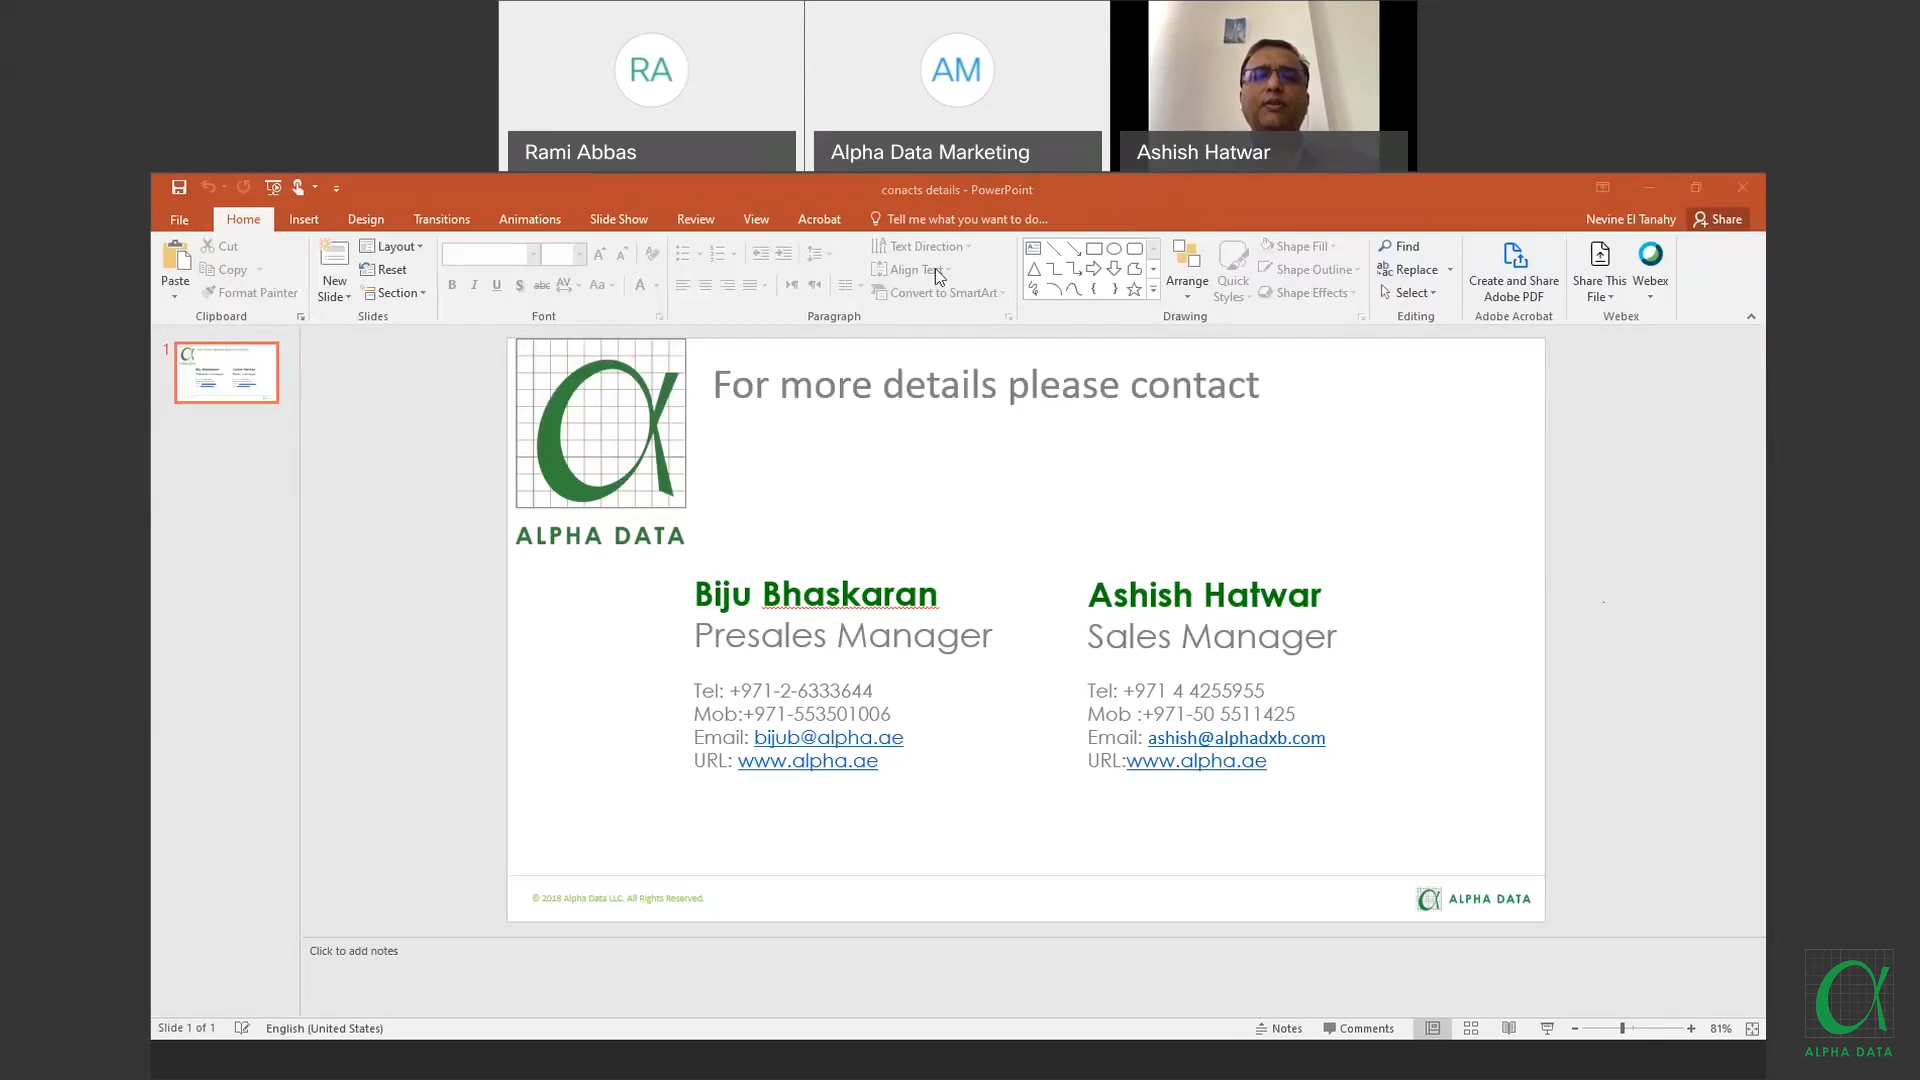 RA
AM
Rami Abbas
Alpha Data Marketing
Ashish Hatwar
conacts details - PowerPoint
File
Home
Insert
Design
Transitions
Animations
Slide Show
Review
View
Acrobat
Tell me what you want to do...
Nevine El Tanahy
Share
Paste
Cut
Copy
Format Painter
Clipboard
New
Slide
Layout
Reset
Section
Slides
B I U S abc AV Aa A
Font
Text Direction
Align Text
Convert to SmartArt
Paragraph
Arrange
Quick
Styles
Shape Fill
Shape Outline
Shape Effects
Drawing
Find
Replace
Select
Editing
Create and Share
Adobe PDF
Adobe Acrobat
Share This
File
Webex
Webex
1
ALPHA DATA
For more details please contact
Biju Bhaskaran
Presales Manager
Tel: +971-2-6333644
Mob:+971-553501006
Email: bijub@alpha.ae
URL: www.alpha.ae
Ashish Hatwar
Sales Manager
Tel: +971 4 4255955
Mob :+971-50 5511425
Email: ashish@alphadxb.com
URL:www.alpha.ae
© 2018 Alpha Data LLC. All Rights Reserved.
ALPHA DATA
Click to add notes
Slide 1 of 1
English (United States)
Notes
Comments
81%
ALPHA DATA